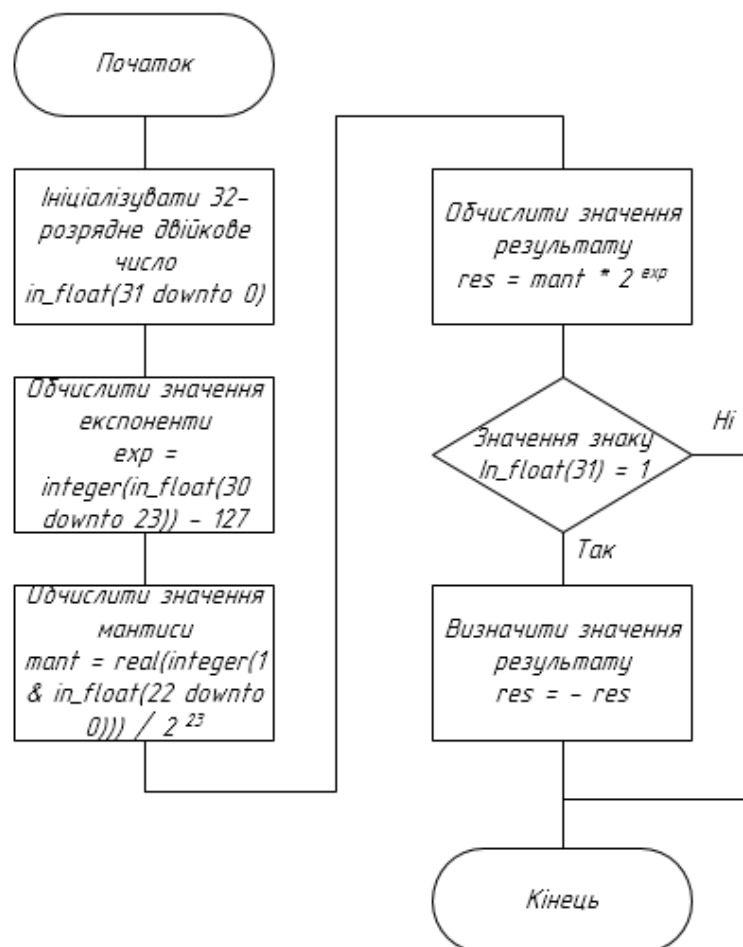 Початок
Ініціалізувати 32-
розрядне двійкове
число
in_float(31 downto 0)
Обчислити значення
експоненти
exp =
integer(in_float(30
downto 23)) - 127
Обчислити значення
мантиси
mant = real(integer(1
& in_float(22 downto
0))) / 2 23
Обчислити значення
результату
res = mant * 2 exp
Значення знаку
In_float(31) = 1
Ні
Так
Визначити значення
результату
res = - res
Кінець